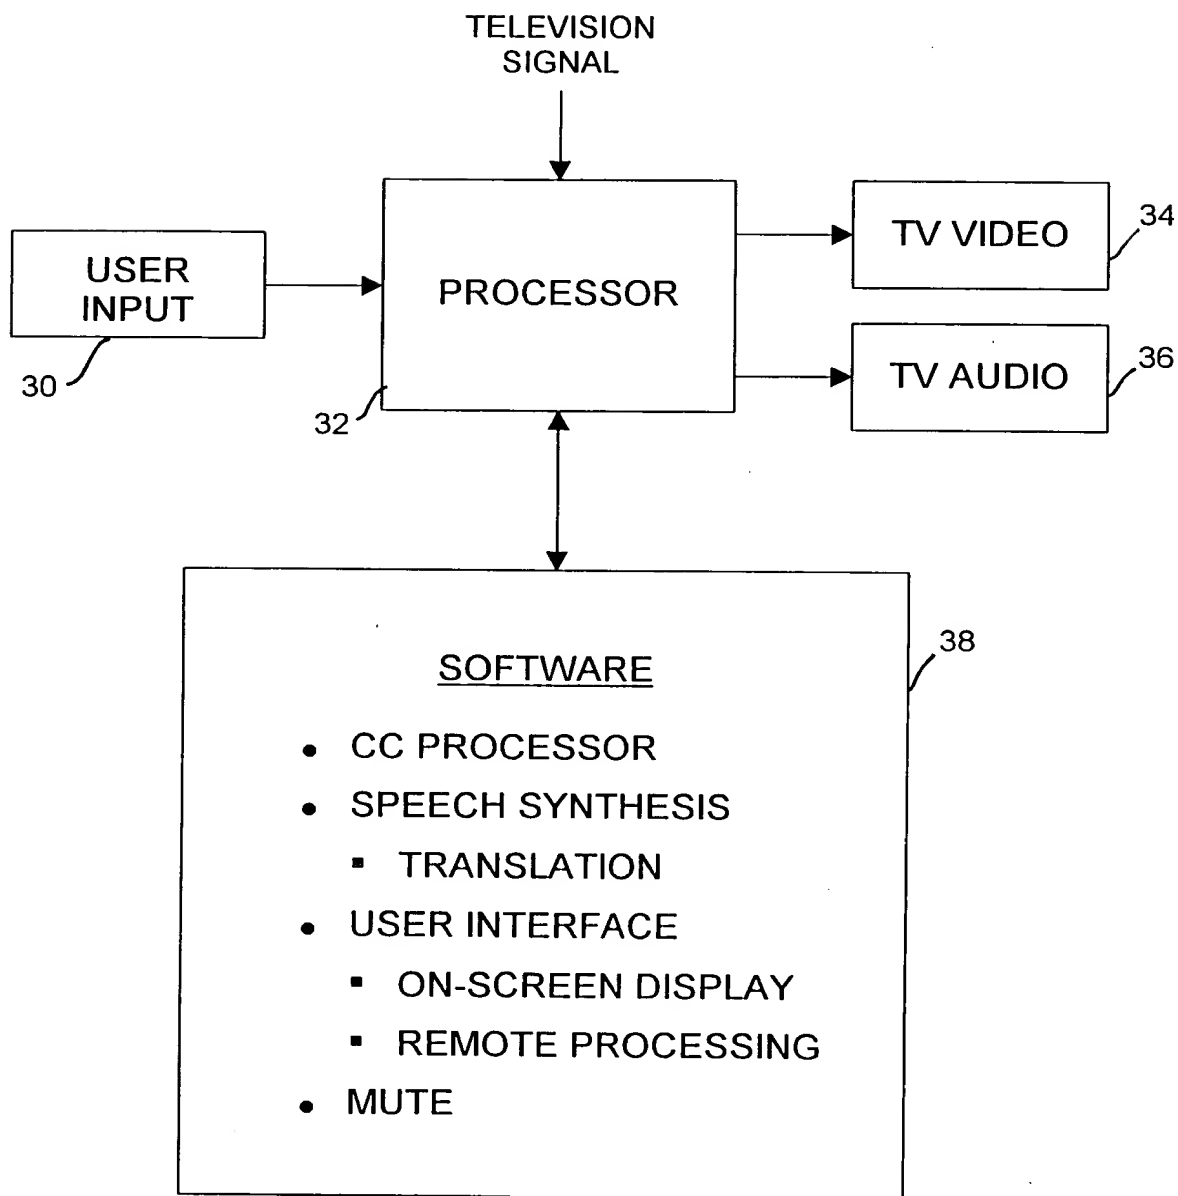 TELEVISION
SIGNAL
USER
INPUT
30
PROCESSOR
32
TV VIDEO
34
TV AUDIO
36
38
SOFTWARE
• CC PROCESSOR
• SPEECH SYNTHESIS
▪ TRANSLATION
• USER INTERFACE
▪ ON-SCREEN DISPLAY
▪ REMOTE PROCESSING
• MUTE